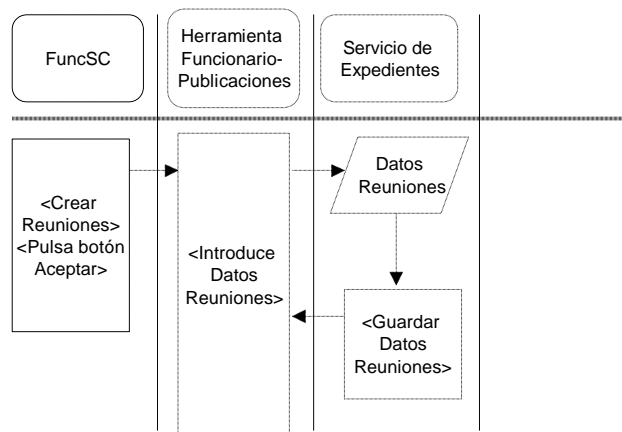 FuncSC
Herramienta
Funcionario-
Publicaciones
Servicio de
Expedientes
<Crear
Reuniones>
<Pulsa botón
Aceptar>
<Introduce
Datos
Reuniones>
Datos
Reuniones
<Guardar
Datos
Reuniones>